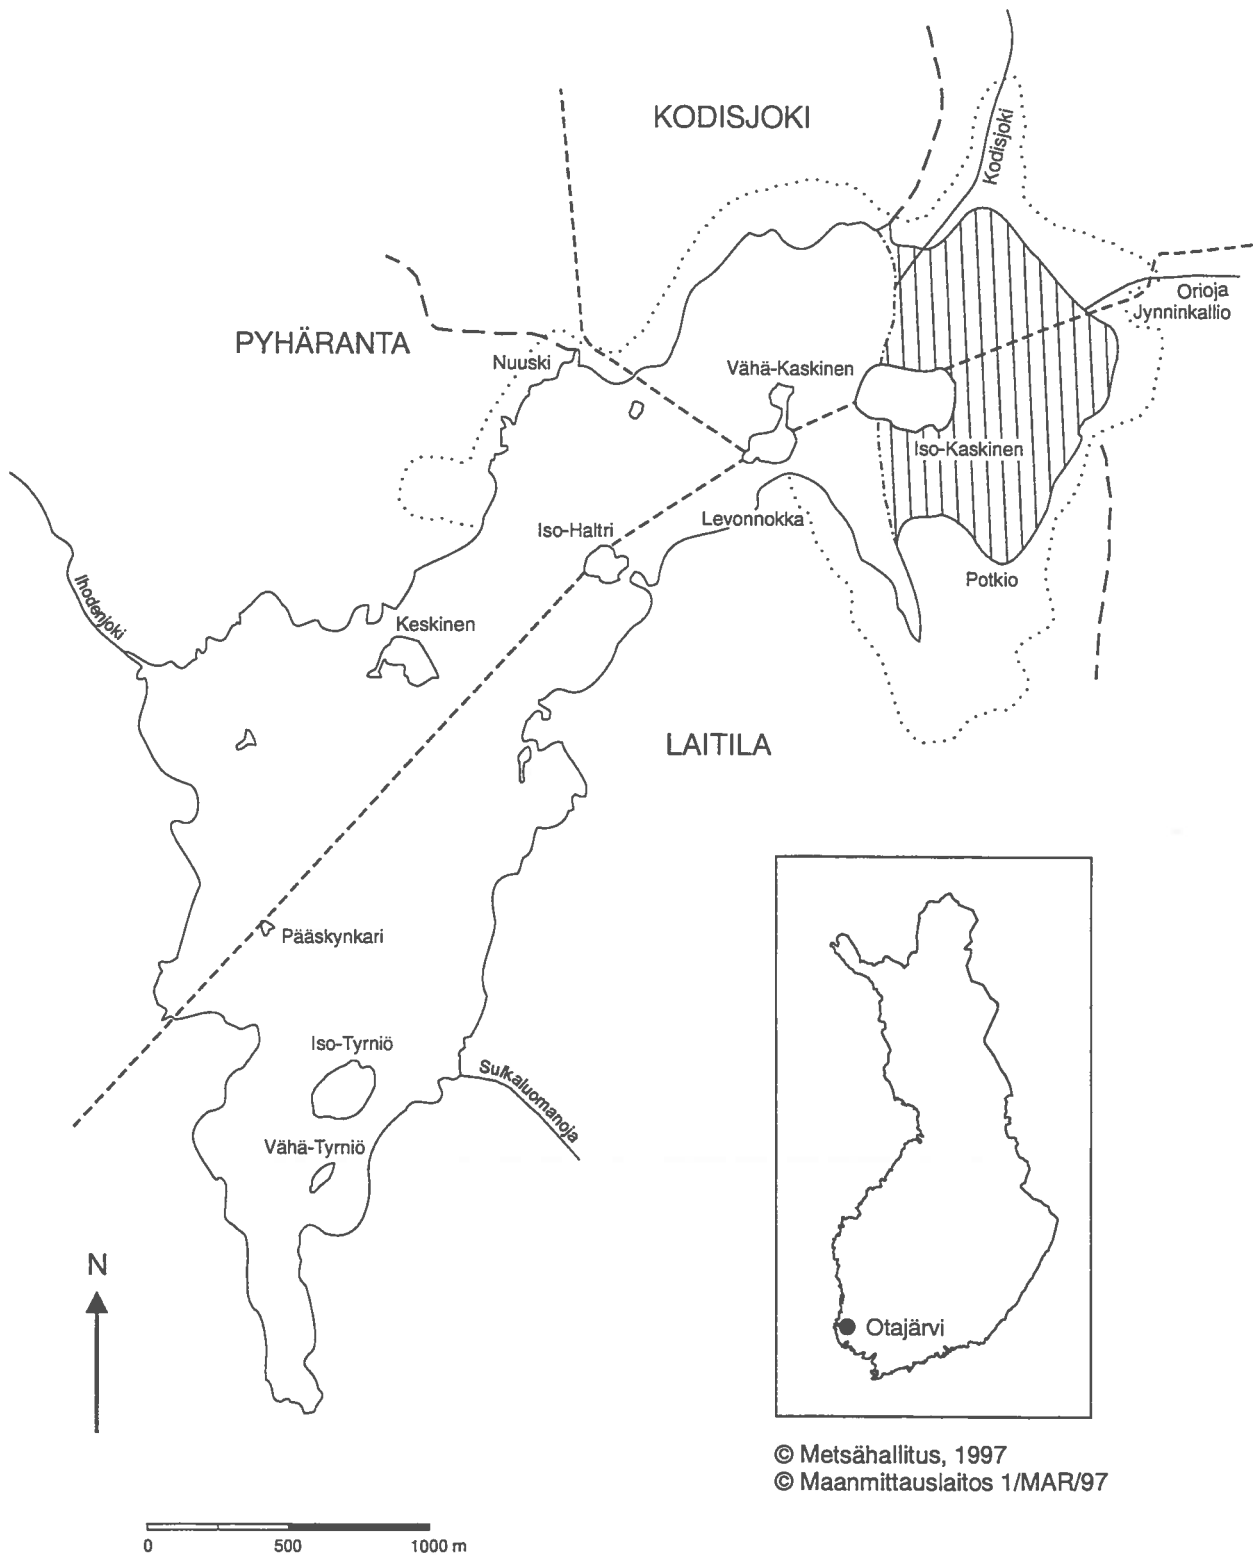 KODISJOKI
Kodisjoki
Orioja
Jynninkallio
PYHÄRANTA
Nuuski
Vähä-Kaskinen
Iso-Kaskinen
Levonnokka
Iso-Haltri
Potkio
Ihodenjoki
Keskinen
LAITILA
Pääskynkari
Iso-Tyrniö
Sulkaluomanoja
Vähä-Tyrniö
N
Otajärvi
© Metsähallitus, 1997
© Maanmittauslaitos 1/MAR/97
0 500 1000 m